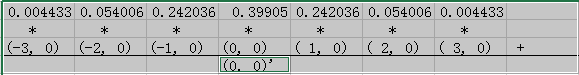 0.004433 0.054006 0.242036 0.39905 0.242036 0.054006 0.004433
* * * * * * *
(-3, 0) (-2, 0) (-1, 0) (0, 0) ( 1, 0) ( 2, 0) ( 3, 0) +
(0. 0)’